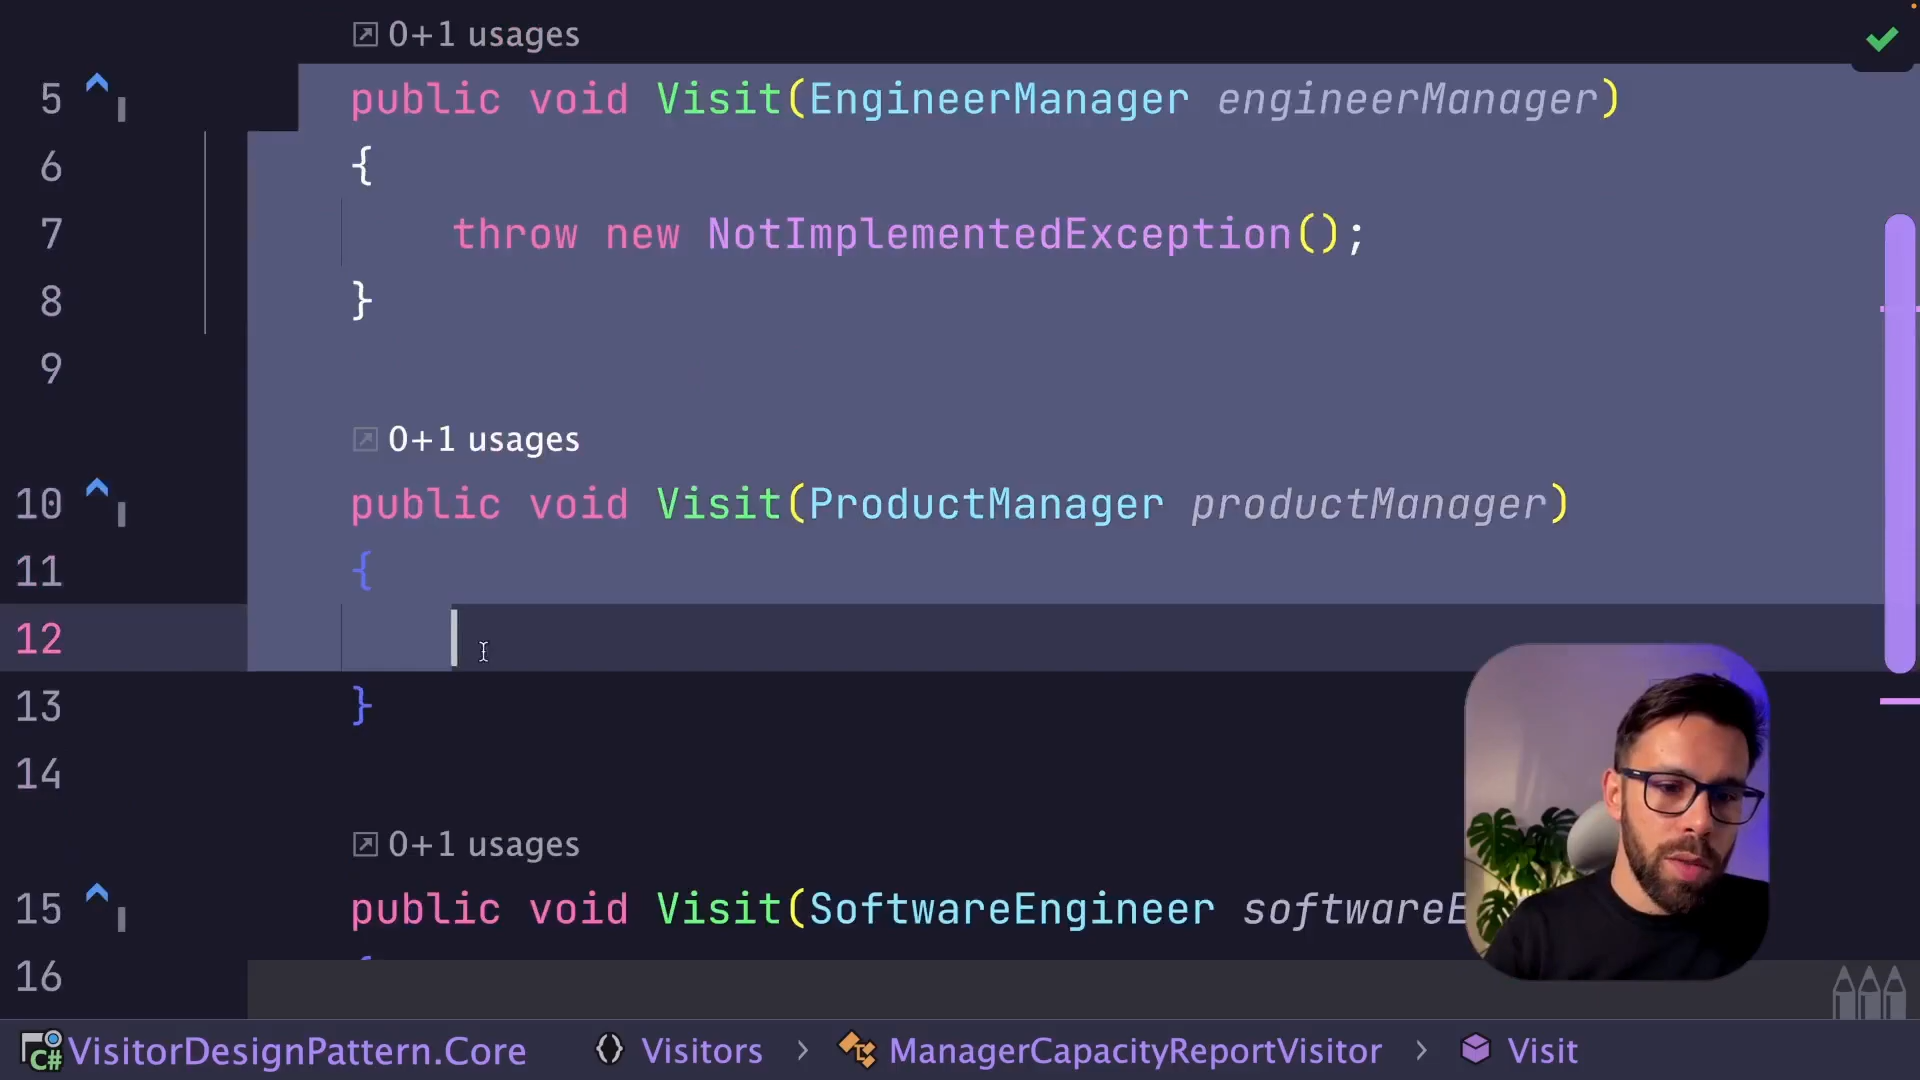 0+1 usages
5 public void Visit(EngineerManager engineerManager)
6 {
7 throw new NotImplementedException();
8 }
9
0+1 usages
10 public void Visit(ProductManager productManager)
11 {
12
13 }
14
0+1 usages
15 public void Visit(SoftwareEngineer softwareE
16 {
C# VisitorDesignPattern.Core Visitors > ManagerCapacityReportVisitor > Visit